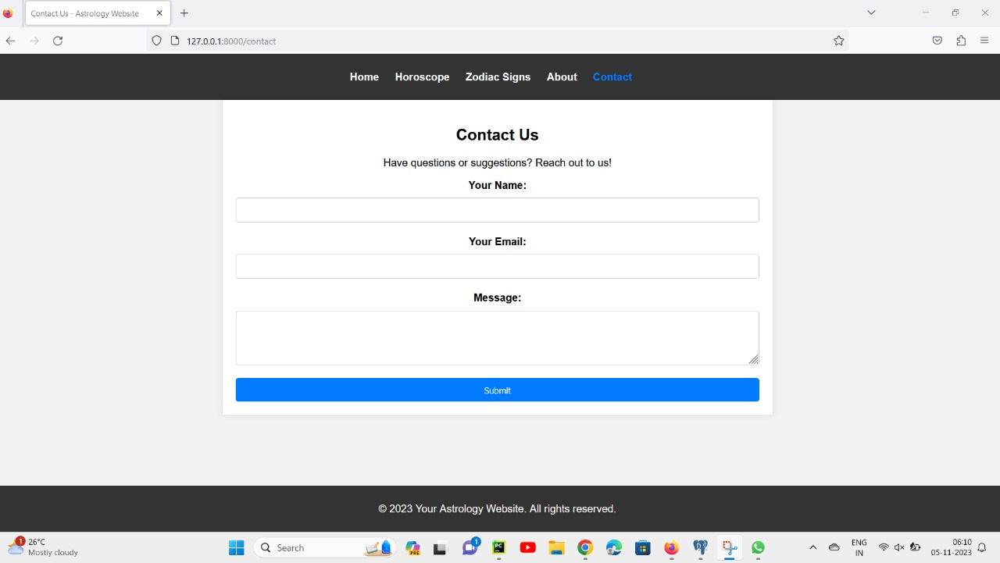 Contact Us - Astrology Website
127.0.0.1:8000/contact
Home Horoscope Zodiac Signs About Contact
Contact Us
Have questions or suggestions? Reach out to us!
Your Name:
Your Email:
Message:
Submit
© 2023 Your Astrology Website. All rights reserved.
1
26°C
Mostly cloudy
Search
PRE
1
PC
ENG
IN
06:10
05-11-2023